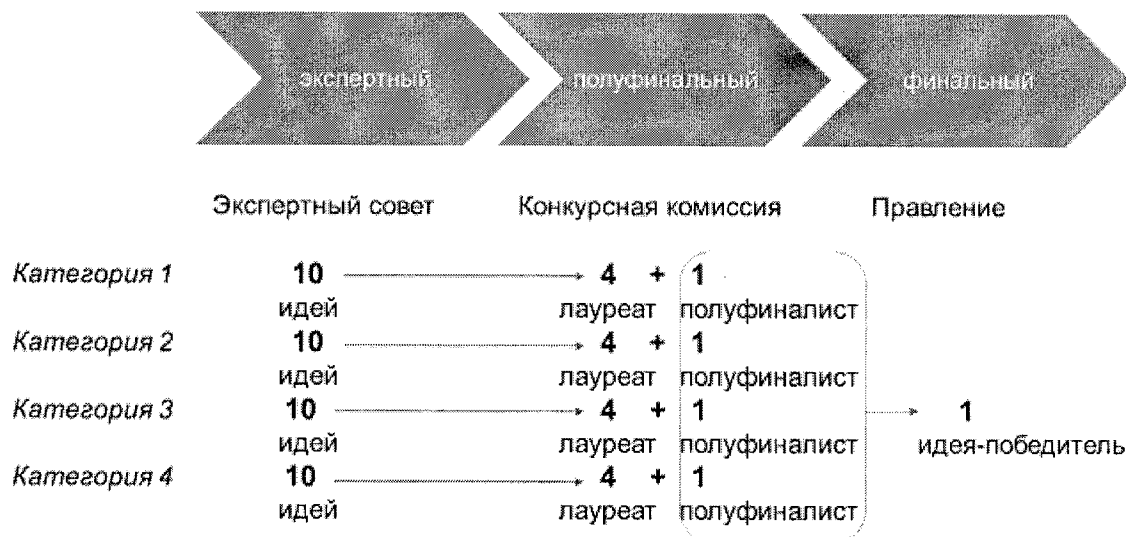 экспертный полуфинальный финальный
Экспертный совет Конкурсная комиссия Правление
Категория 1 10 4 + 1
идей лауреат полуфиналист
Категория 2 10 4 + 1
идей лауреат полуфиналист
Категория 3 10 4 + 1 1
идей лауреат полуфиналист идея-победитель
Категория 4 10 4 + 1
идей лауреат полуфиналист